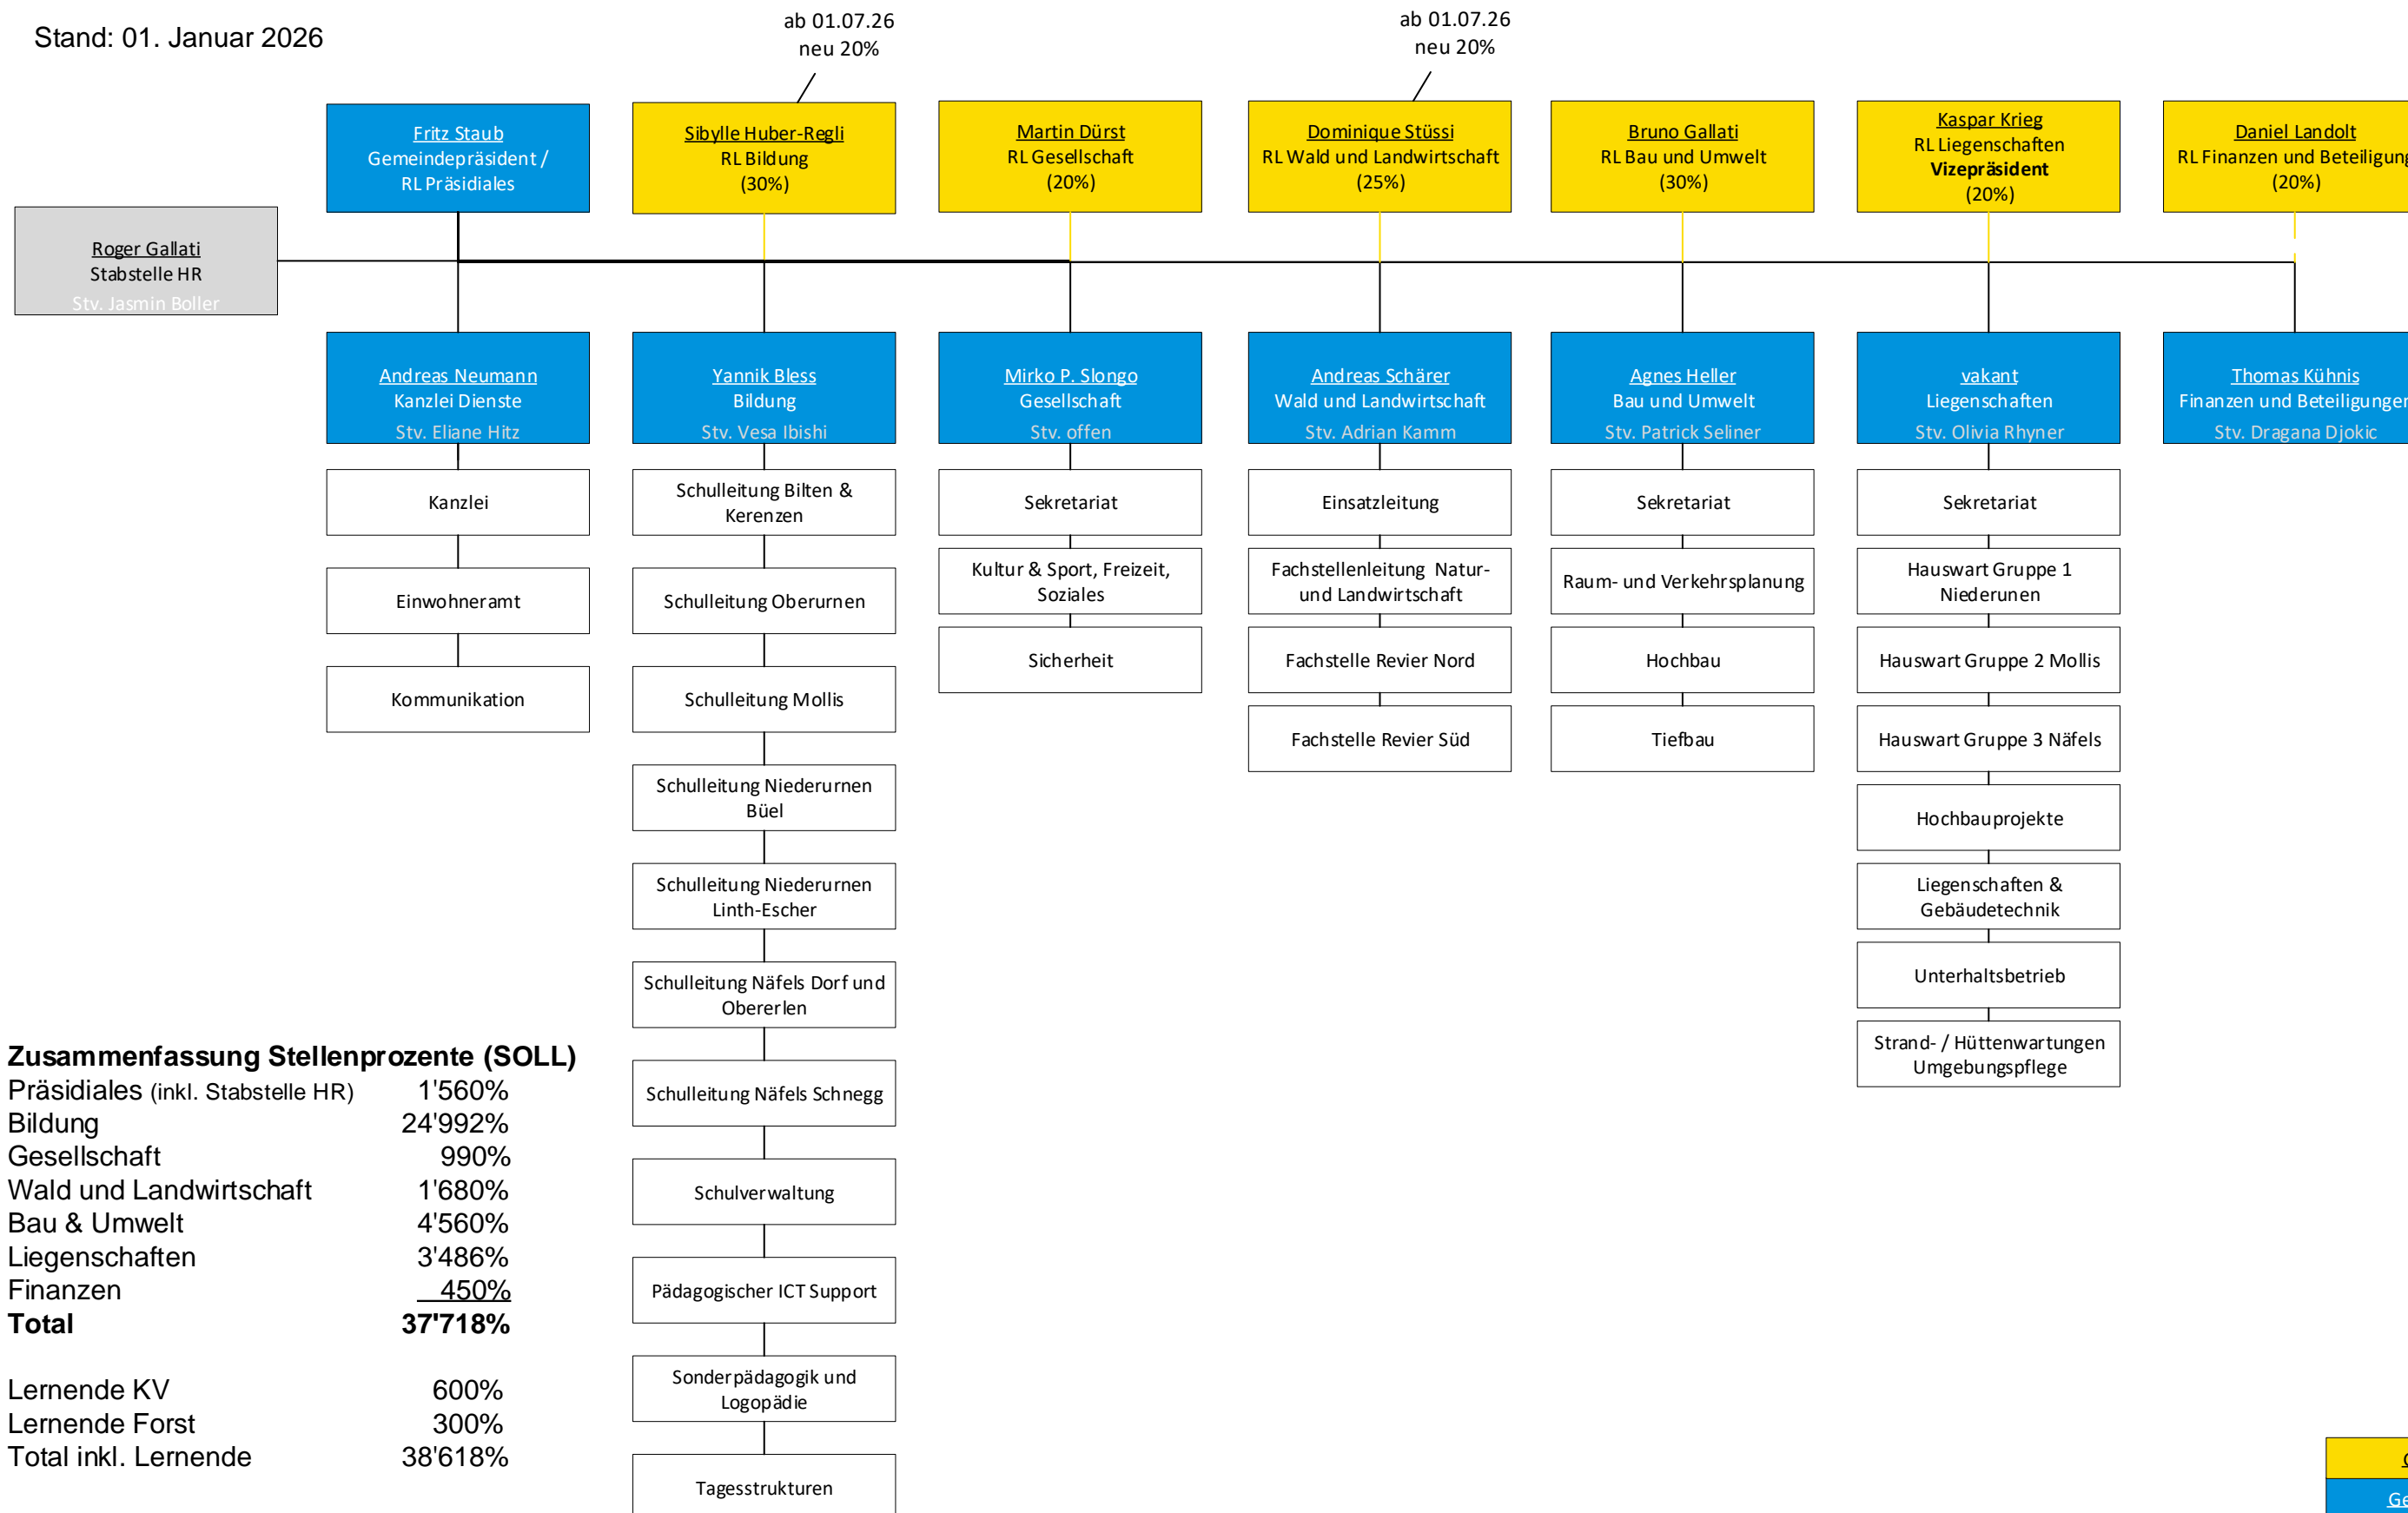 Stand: 01. Januar 2026
ab 01.07.26
neu 20%
ab 01.07.26
neu 20%
Fritz Staub
Gemeindepräsident /
RL Präsidiales
Sibylle Huber-Regli
RL Bildung
(30%)
Martin Dürst
RL Gesellschaft
(20%)
Dominique Stüssi
RL Wald und Landwirtschaft
(25%)
Bruno Gallati
RL Bau und Umwelt
(30%)
Kaspar Krieg
RL Liegenschaften
Vizepräsident
(20%)
Daniel Landolt
RL Finanzen und Beteiligung
(20%)
Roger Gallati
Stabstelle HR
Stv. Jasmin Boller
Andreas Neumann
Kanzlei Dienste
Stv. Eliane Hitz
Yannik Bless
Bildung
Stv. Vesa Ibishi
Mirko P. Slongo
Gesellschaft
Stv. offen
Andreas Schärer
Wald und Landwirtschaft
Stv. Adrian Kamm
Agnes Heller
Bau und Umwelt
Stv. Patrick Seliner
vakant
Liegenschaften
Stv. Olivia Rhyner
Thomas Kühnis
Finanzen und Beteiligungen
Stv. Dragana Djokic
Kanzlei
Einwohneramt
Kommunikation
Schulleitung Bilten &
Kerenzen
Schulleitung Oberurnen
Schulleitung Mollis
Schulleitung Niederurnen
Büel
Schulleitung Niederurnen
Linth-Escher
Schulleitung Näfels Dorf und
Obererlen
Schulleitung Näfels Schnegg
Schulverwaltung
Pädagogischer ICT Support
Sonderpädagogik und
Logopädie
Tagesstrukturen
Sekretariat
Kultur & Sport, Freizeit,
Soziales
Sicherheit
Einsatzleitung
Fachstellenleitung Natur-
und Landwirtschaft
Fachstelle Revier Nord
Fachstelle Revier Süd
Sekretariat
Raum- und Verkehrsplanung
Hochbau
Tiefbau
Sekretariat
Hauswart Gruppe 1
Niederunen
Hauswart Gruppe 2 Mollis
Hauswart Gruppe 3 Näfels
Hochbauprojekte
Liegenschaften &
Gebäudetechnik
Unterhaltsbetrieb
Strand- / Hüttenwartungen
Umgebungspflege
Zusammenfassung Stellenprozente (SOLL)
Präsidiales (inkl. Stabstelle HR) 1'560%
Bildung 24'992%
Gesellschaft 990%
Wald und Landwirtschaft 1'680%
Bau & Umwelt 4'560%
Liegenschaften 3'486%
Finanzen 450%
Total 37'718%
Lernende KV 600%
Lernende Forst 300%
Total inkl. Lernende 38'618%